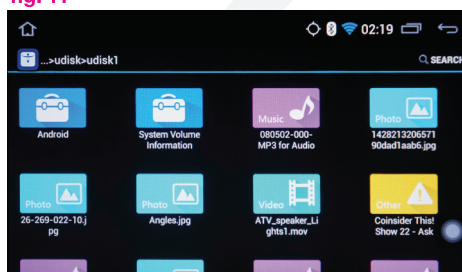 02:19
...>udisk>udisk1
SEARCH
Android
System Volume
Information
Music
080502-000-
MP3 for Audio
Photo
1428213206571
90dad1aab6.jpg
Photo
26-269-022-10.j
pg
Photo
Angles.jpg
Video
ATV_speaker_Li
ghts1.mov
Other
Coinsider This!
Show 22 - Ask